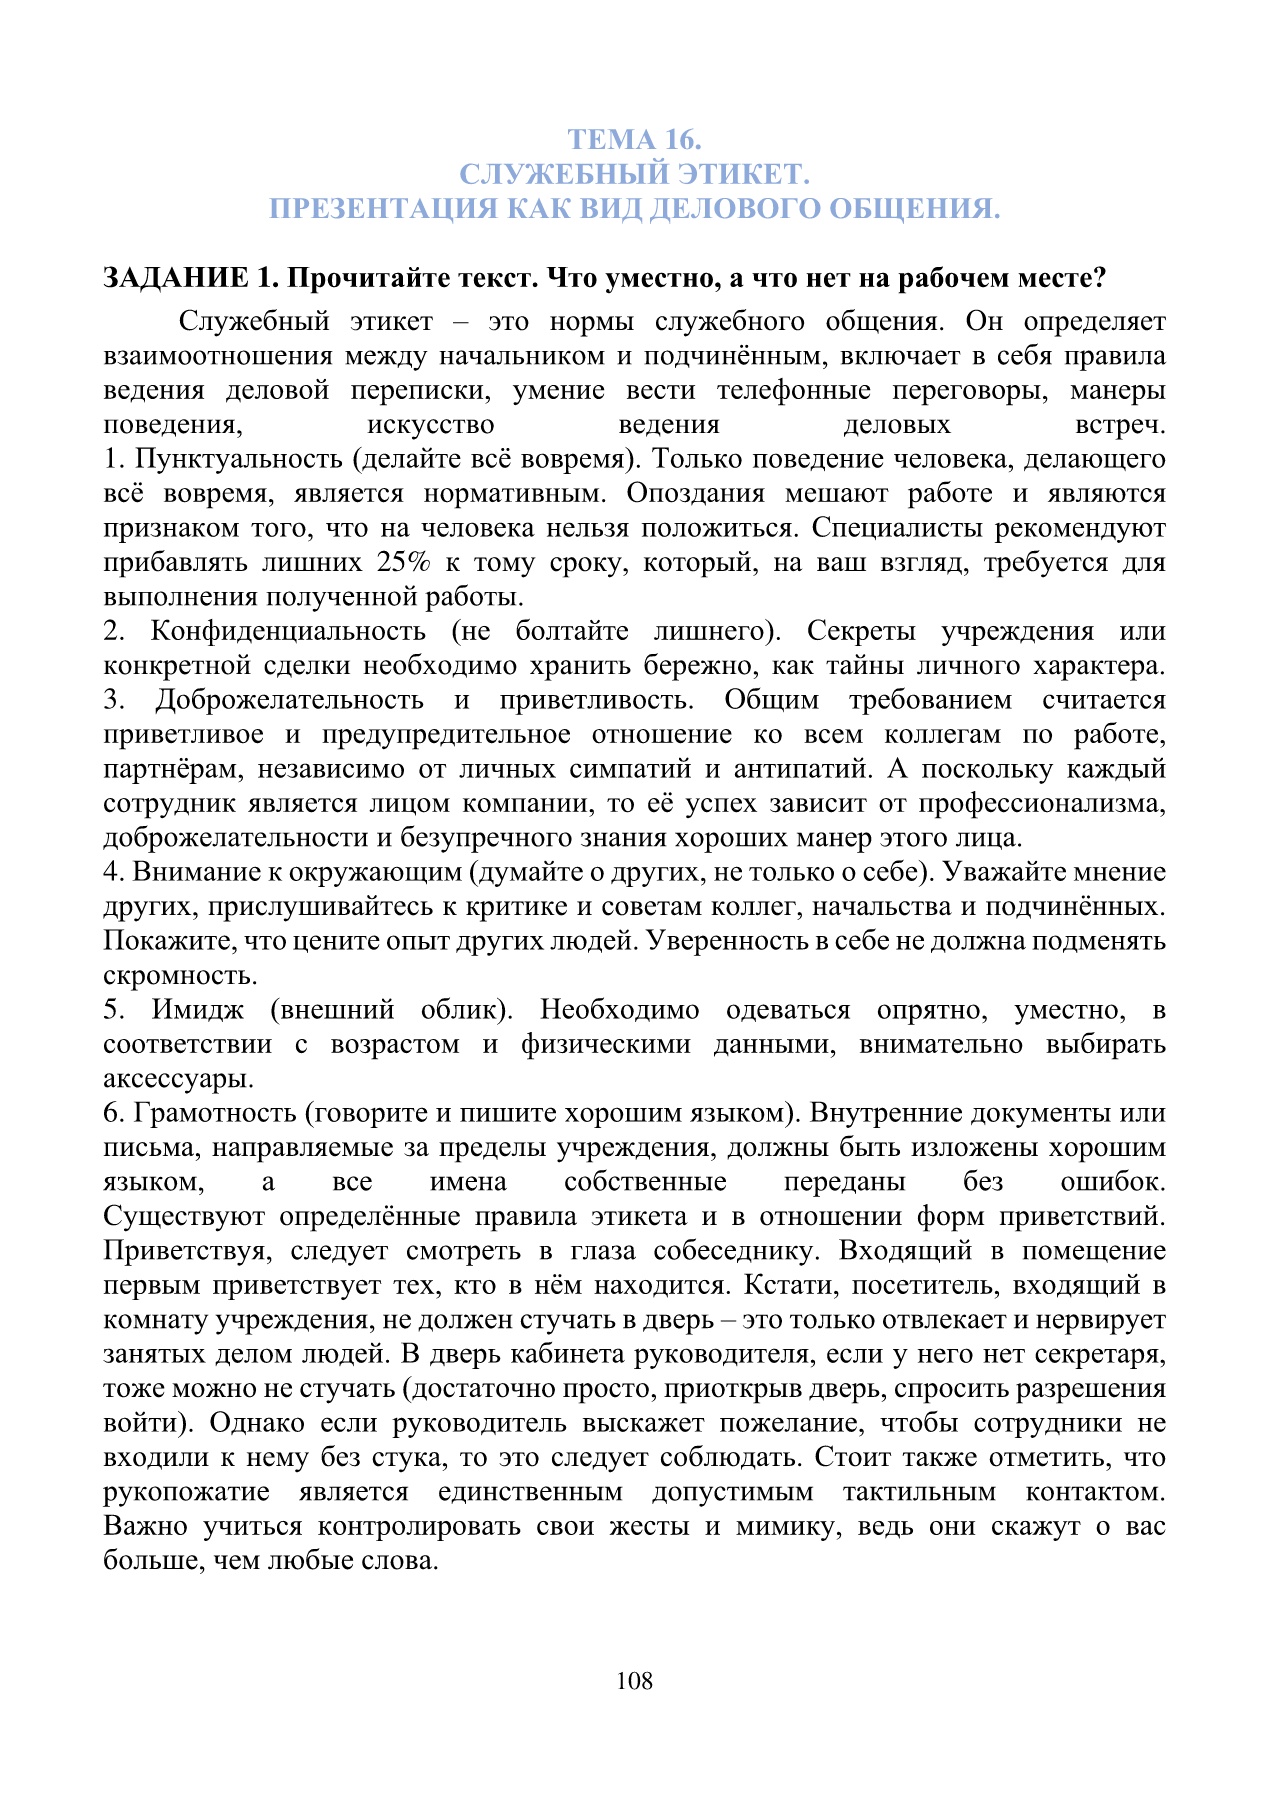 ТЕМА 16.
СЛУЖЕБНЫЙ ЭТИКЕТ.
ПРЕЗЕНТАЦИЯ КАК ВИД ДЕЛОВОГО ОБЩЕНИЯ.
ЗАДАНИЕ 1. Прочитайте текст. Что уместно, а что нет на рабочем месте?
Служебный этикет – это нормы служебного общения. Он определяет
взаимоотношения между начальником и подчинённым, включает в себя правила
ведения деловой переписки, умение вести телефонные переговоры, манеры
поведения, искусство ведения деловых встреч.
1. Пунктуальность (делайте всё вовремя). Только поведение человека, делающего
всё вовремя, является нормативным. Опоздания мешают работе и являются
признаком того, что на человека нельзя положиться. Специалисты рекомендуют
прибавлять лишних 25% к тому сроку, который, на ваш взгляд, требуется для
выполнения полученной работы.
2. Конфиденциальность (не болтайте лишнего). Секреты учреждения или
конкретной сделки необходимо хранить бережно, как тайны личного характера.
3. Доброжелательность и приветливость. Общим требованием считается
приветливое и предупредительное отношение ко всем коллегам по работе,
партнёрам, независимо от личных симпатий и антипатий. А поскольку каждый
сотрудник является лицом компании, то её успех зависит от профессионализма,
доброжелательности и безупречного знания хороших манер этого лица.
4. Внимание к окружающим (думайте о других, не только о себе). Уважайте мнение
других, прислушивайтесь к критике и советам коллег, начальства и подчинённых.
Покажите, что цените опыт других людей. Уверенность в себе не должна подменять
скромность.
5. Имидж (внешний облик). Необходимо одеваться опрятно, уместно, в
соответствии с возрастом и физическими данными, внимательно выбирать
аксессуары.
6. Грамотность (говорите и пишите хорошим языком). Внутренние документы или
письма, направляемые за пределы учреждения, должны быть изложены хорошим
языком, а все имена собственные переданы без ошибок.
Существуют определённые правила этикета и в отношении форм приветствий.
Приветствуя, следует смотреть в глаза собеседнику. Входящий в помещение
первым приветствует тех, кто в нём находится. Кстати, посетитель, входящий в
комнату учреждения, не должен стучать в дверь – это только отвлекает и нервирует
занятых делом людей. В дверь кабинета руководителя, если у него нет секретаря,
тоже можно не стучать (достаточно просто, приоткрыв дверь, спросить разрешения
войти). Однако если руководитель выскажет пожелание, чтобы сотрудники не
входили к нему без стука, то это следует соблюдать. Стоит также отметить, что
рукопожатие является единственным допустимым тактильным контактом.
Важно учиться контролировать свои жесты и мимику, ведь они скажут о вас
больше, чем любые слова.
108